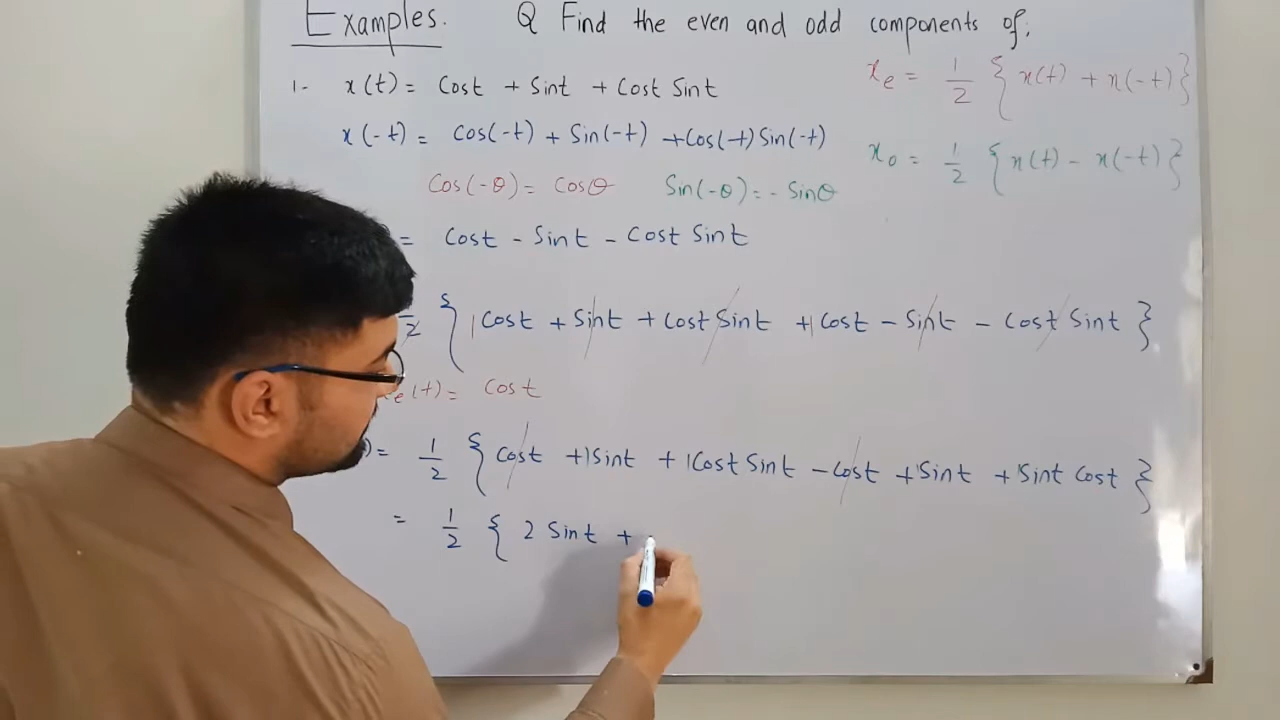 Examples. Q Find the even and odd components of:
1- x(t) = Cost + Sint + Cost Sint
x(-t) = Cos(-t) + Sin(-t) + Cos(-t) Sin(-t)
Cos(-θ) = Cosθ Sin(-θ) = - Sinθ
= Cost - Sint - Cost Sint
{ Cost + Sint + Cost Sint + Cost - Sint - Cost Sint }
e(t) = Cost
= 1/2 { Cost + Sint + Cost Sint - Cost + Sint + Sint Cost }
= 1/2 { 2 Sint +
xe = 1/2 { x(t) + x(-t) }
xo = 1/2 { x(t) - x(-t) }